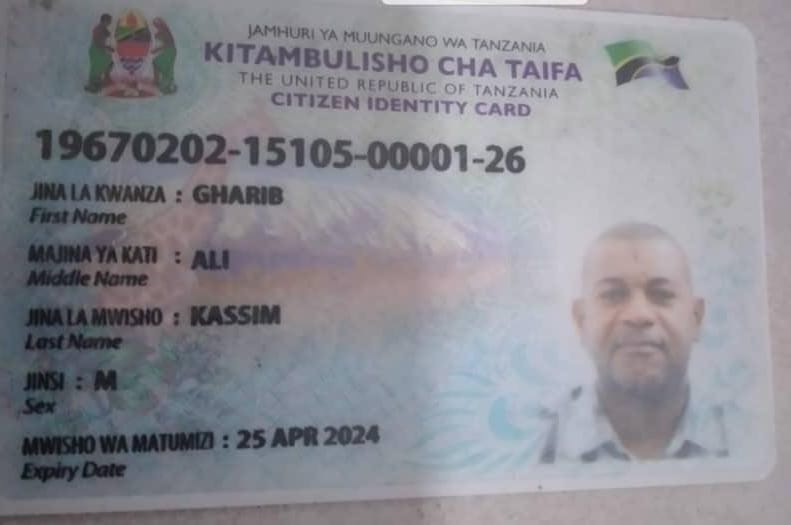 JAMHURI YA MUUNGANO WA TANZANIA
KITAMBULISHO CHA TAIFA
THE UNITED REPUBLIC OF TANZANIA
CITIZEN IDENTITY CARD
19670202-15105-00001-26
JINA LA KWANZA : GHARIB
First Name
MAJINA YA KATI : ALI
Middle Name
JINA LA MWISHO : KASSIM
Last Name
JINSI : M
Sex
MWISHO WA MATUMIZI : 25 APR 2024
Expiry Date